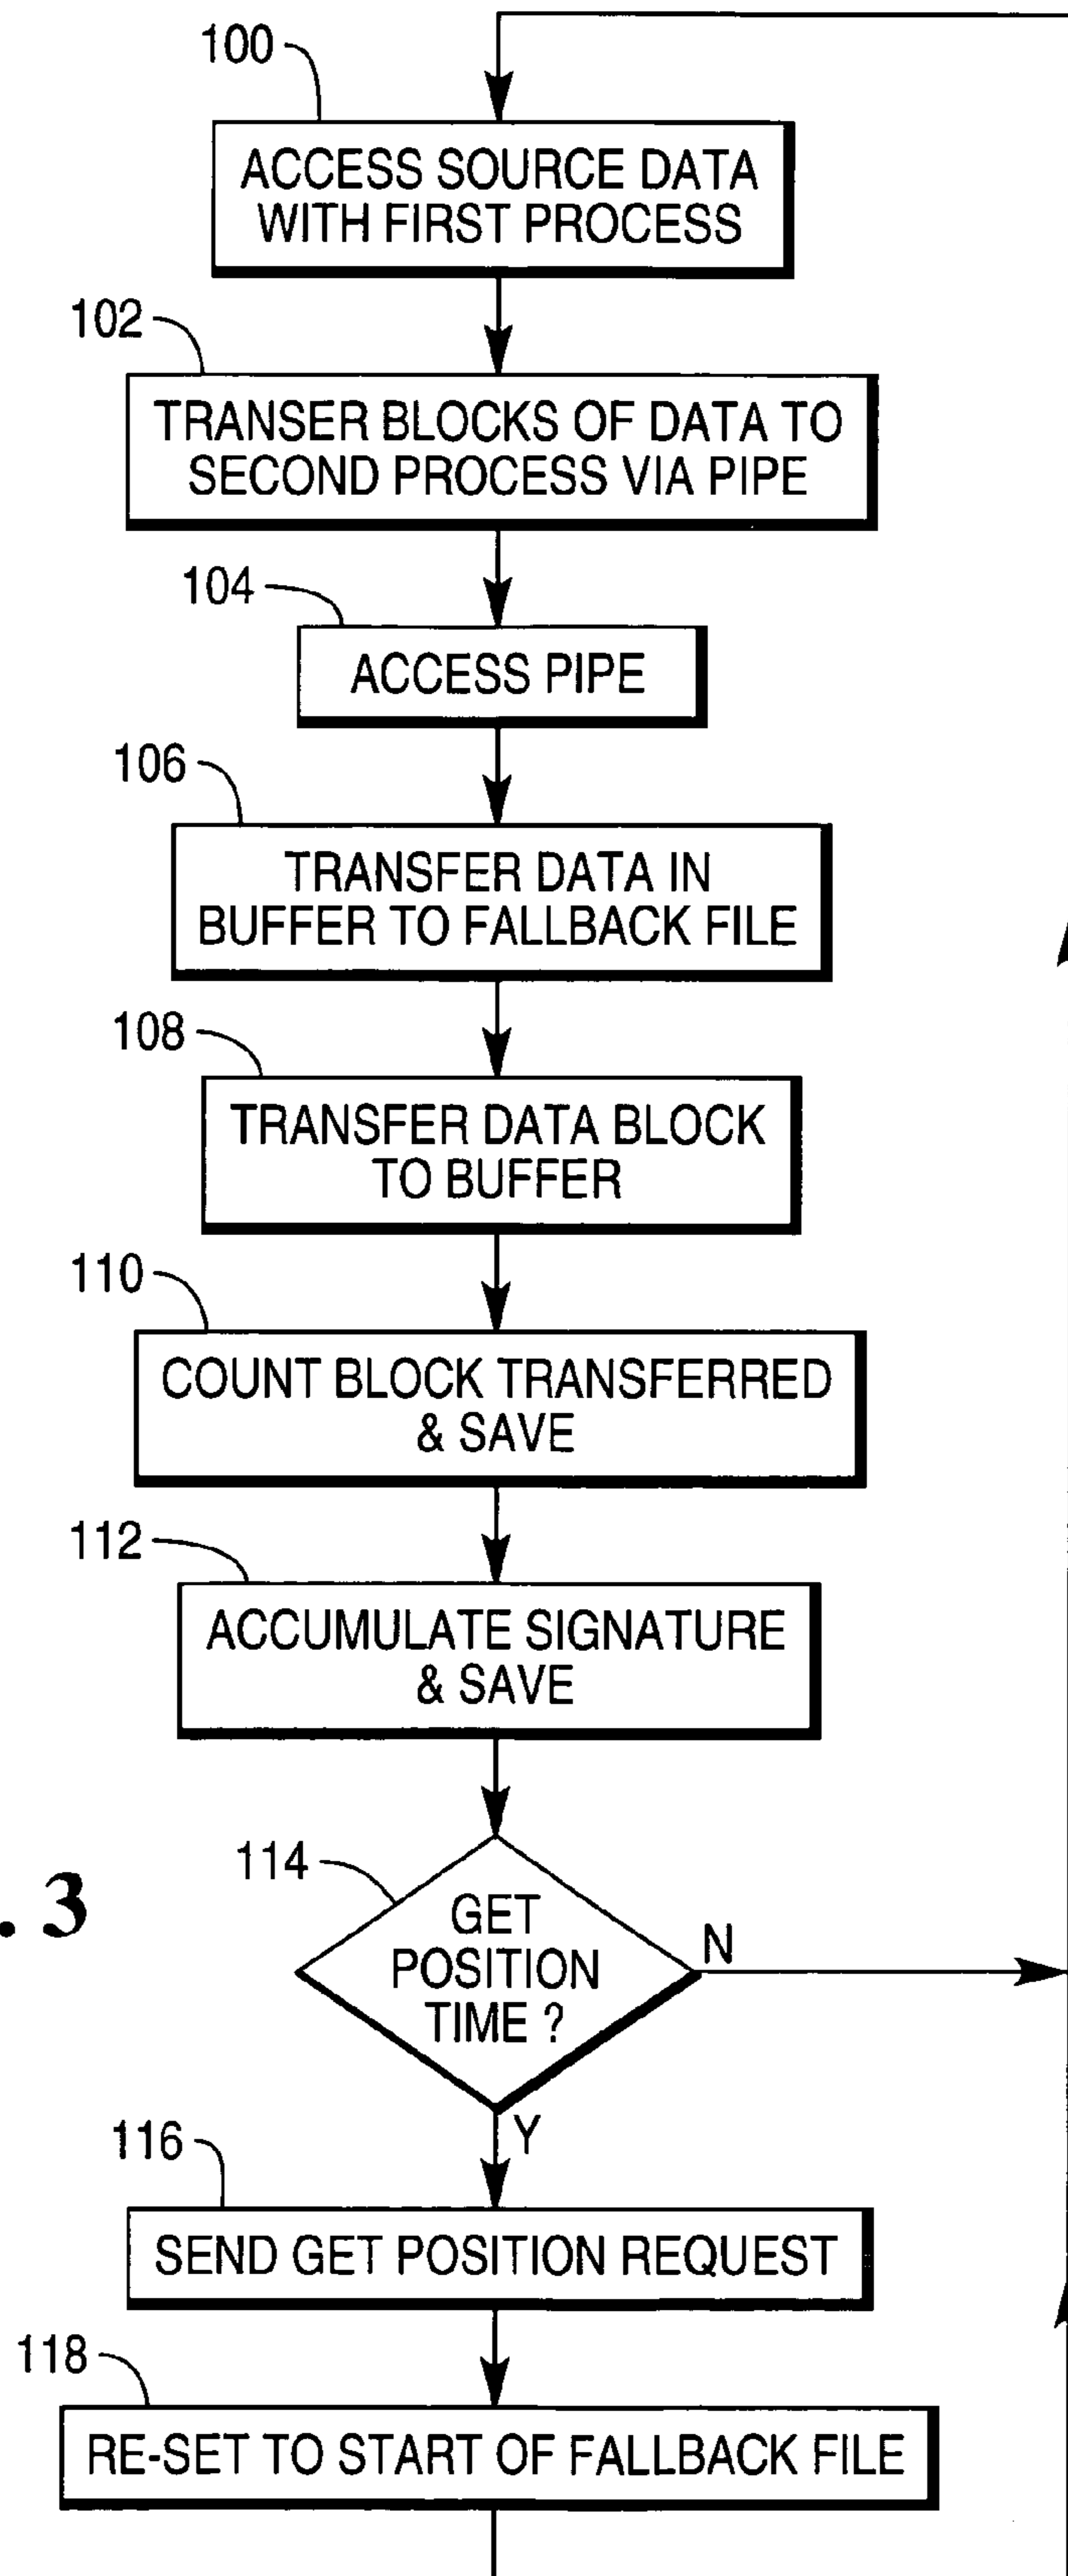 100
ACCESS SOURCE DATA
WITH FIRST PROCESS
102
TRANSER BLOCKS OF DATA TO
SECOND PROCESS VIA PIPE
104
ACCESS PIPE
106
TRANSFER DATA IN
BUFFER TO FALLBACK FILE
108
TRANSFER DATA BLOCK
TO BUFFER
110
COUNT BLOCK TRANSFERRED
& SAVE
112
ACCUMULATE SIGNATURE
& SAVE
114
GET
POSITION
TIME ?
N
. 3
Y
116
SEND GET POSITION REQUEST
118
RE-SET TO START OF FALLBACK FILE